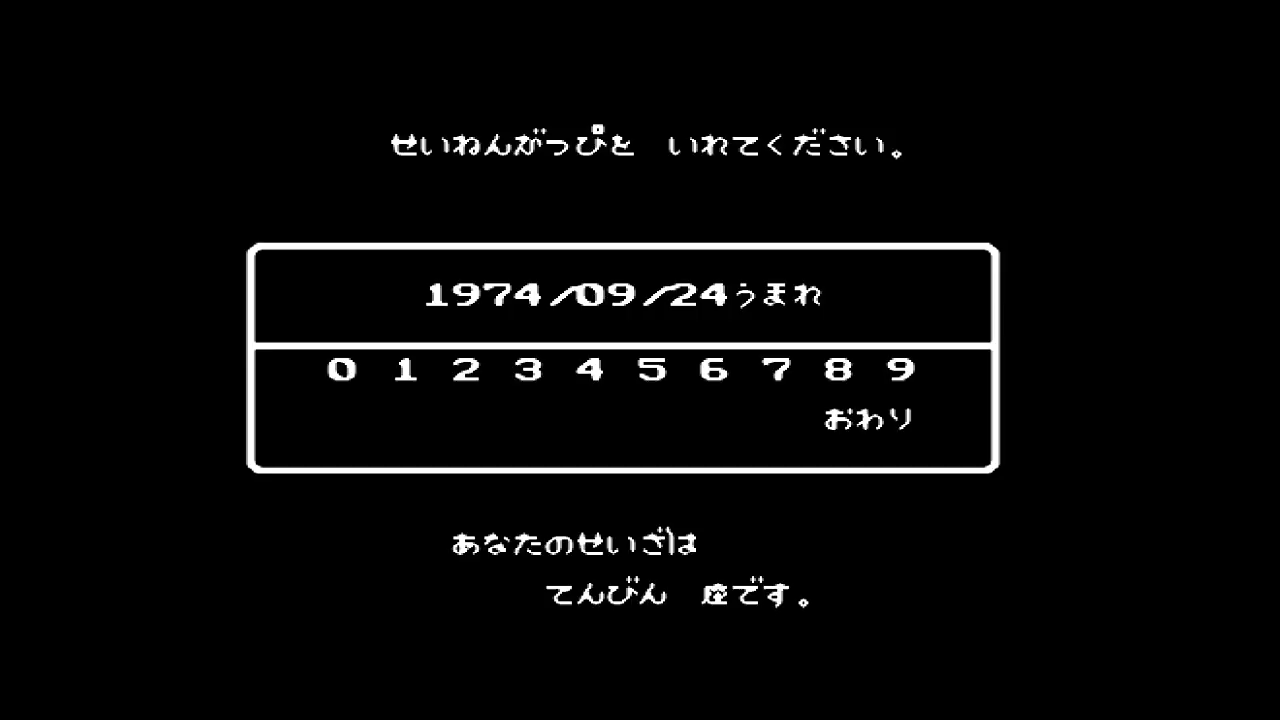 せいねんがっぴを　いれてください。
1974/09/24うまれ
0 1 2 3 4 5 6 7 8 9
おわり
あなたのせいざは
てんびん　座です。